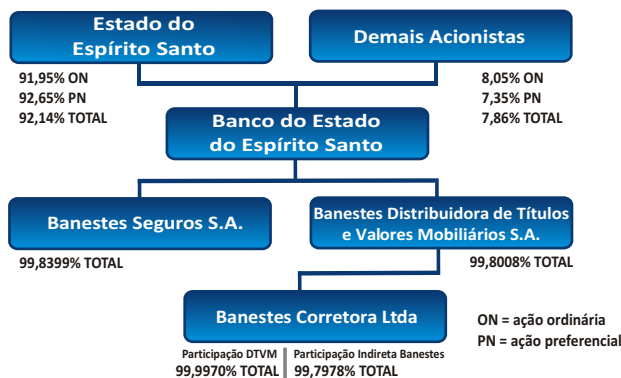 Estado do
Espírito Santo
Demais Acionistas
91,95% ON
92,65% PN
92,14% TOTAL
8,05% ON
7,35% PN
7,86% TOTAL
Banco do Estado
do Espírito Santo
Banestes Seguros S.A.
Banestes Distribuidora de Títulos
e Valores Mobiliários S.A.
99,8399% TOTAL
99,8008% TOTAL
Banestes Corretora Ltda
ON = ação ordinária
PN = ação preferencial
Participação DTVM
99,9970% TOTAL
Participação Indireta Banestes
99,7978% TOTAL